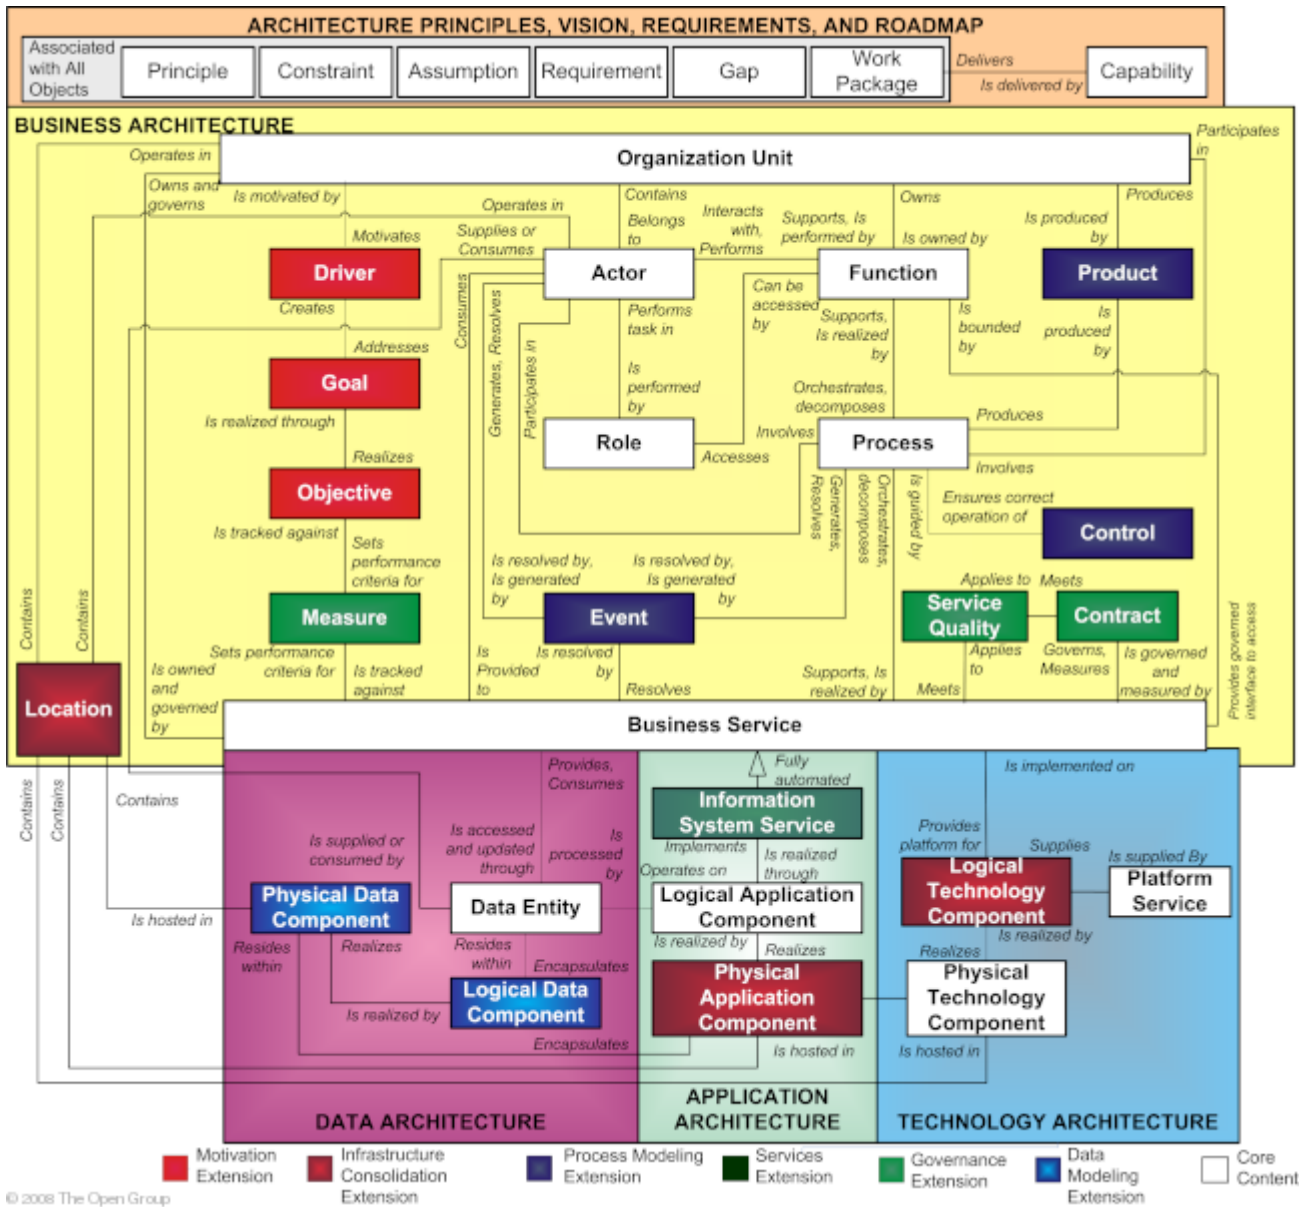 ARCHITECTURE PRINCIPLES, VISION, REQUIREMENTS, AND ROADMAP
Associated
with All
Objects
Principle
Constraint
Assumption
Requirement
Gap
Work
Package
Delivers
Is delivered by
Capability
BUSINESS ARCHITECTURE
Participates
in
Operates in
Organization Unit
Owns and
governs
Is motivated by
Contains
Owns
Produces
Operates in
Belongs
to
Interacts
with,
Performs
Supports, Is
performed by
Is owned by
Is produced
by
Motivates
Supplies or
Consumes
Driver
Actor
Function
Product
Creates
Consumes
Generates, Resolves
Participates in
Performs
task in
Can be
accessed
by
Supports,
Is realized
by
Is
bounded
by
Is
produced
by
Addresses
Goal
Is
performed
by
Orchestrates,
decomposes
Is realized through
Produces
Realizes
Role
Accesses
Involves
Process
Involves
Objective
Is tracked against
Generates,
Resolves
Orchestrates,
decomposes
Is guided by
Ensures correct
operation of
Control
Sets
performance
criteria for
Is resolved by,
Is generated
by
Is resolved by,
Is generated
by
Applies to
Meets
Contains
Contains
Measure
Event
Service
Quality
Contract
Provides governed
interface to access
Sets performance
criteria for
Is tracked
against
Is
Provided
to
Is resolved
by
Resolves
Supports, Is
realized by
Applies
to
Meets
Governs,
Measures
Is governed
and
measured by
Location
Is owned
and
governed
by
Business Service
Contains
Contains
Contains
Provides,
Consumes
Fully
automated
Is implemented on
Information
System Service
Is supplied or
consumed by
Is accessed
and updated
through
Is
processed
by
Implements
Is realized
through
Operates on
Provides
platform for
Supplies
Is supplied By
Physical Data
Component
Data Entity
Logical Application
Component
Logical
Technology
Component
Platform
Service
Is hosted in
Resides
within
Realizes
Resides
within
Encapsulates
Is realized by
Realizes
Is realized by
Realizes
Logical Data
Component
Physical
Application
Component
Physical
Technology
Component
Is realized by
Encapsulates
Is hosted in
Is hosted in
DATA ARCHITECTURE
APPLICATION
ARCHITECTURE
TECHNOLOGY ARCHITECTURE
Motivation
Extension
Infrastructure
Consolidation
Extension
Process Modeling
Extension
Services
Extension
Governance
Extension
Data
Modeling
Extension
Core
Content
© 2008 The Open Group